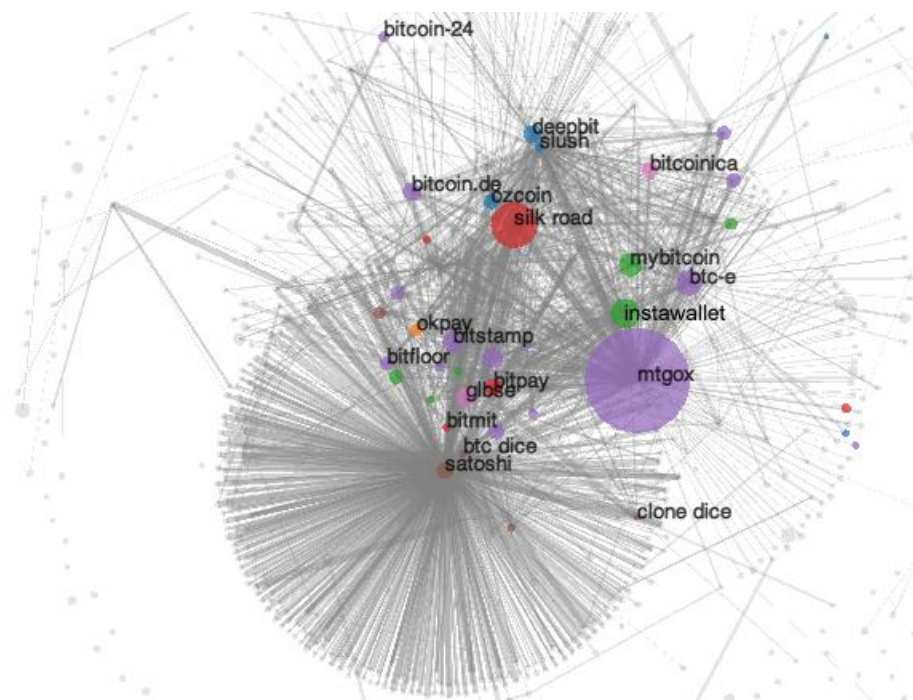 bitcoin-24
deepbit
slush
bitcoinica
bitcoin.de
ozcoin
silk road
mybitcoin
btc-e
instawallet
okpay
bitstamp
bitfloor
mtgox
bitpay
glbse
bitmit
btc dice
satoshi
clone dice